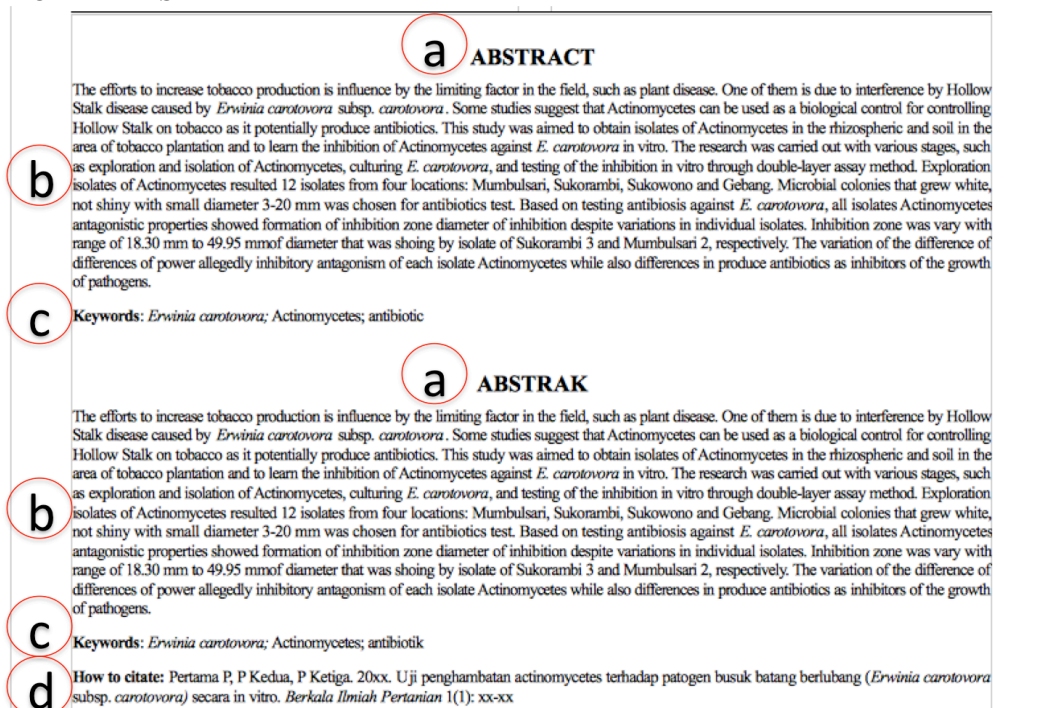 a ABSTRACT
The efforts to increase tobacco production is influence by the limiting factor in the field, such as plant disease. One of them is due to interference by Hollow
Stalk disease caused by Erwinia carotovora subsp. carotovora. Some studies suggest that Actinomycetes can be used as a biological control for controlling
Hollow Stalk on tobacco as it potentially produce antibiotics. This study was aimed to obtain isolates of Actinomycetes in the rhizospheric and soil in the
area of tobacco plantation and to learn the inhibition of Actinomycetes against E. carotovora in vitro. The research was carried out with various stages, such
b as exploration and isolation of Actinomycetes, culturing E. carotovora, and testing of the inhibition in vitro through double-layer assay method. Exploration
isolates of Actinomycetes resulted 12 isolates from four locations: Mumbulsari, Sukorambi, Sukowono and Gebang. Microbial colonies that grew white,
not shiny with small diameter 3-20 mm was chosen for antibiotics test. Based on testing antibiosis against E. carotovora, all isolates Actinomycetes
antagonistic properties showed formation of inhibition zone diameter of inhibition despite variations in individual isolates. Inhibition zone was vary with
range of 18.30 mm to 49.95 mmof diameter that was shoing by isolate of Sukorambi 3 and Mumbulsari 2, respectively. The variation of the difference of
differences of power allegedly inhibitory antagonism of each isolate Actinomycetes while also differences in produce antibiotics as inhibitors of the growth
of pathogens.
c Keywords: Erwinia carotovora; Actinomycetes; antibiotic
a ABSTRAK
The efforts to increase tobacco production is influence by the limiting factor in the field, such as plant disease. One of them is due to interference by Hollow
Stalk disease caused by Erwinia carotovora subsp. carotovora. Some studies suggest that Actinomycetes can be used as a biological control for controlling
Hollow Stalk on tobacco as it potentially produce antibiotics. This study was aimed to obtain isolates of Actinomycetes in the rhizospheric and soil in the
area of tobacco plantation and to learn the inhibition of Actinomycetes against E. carotovora in vitro. The research was carried out with various stages, such
b as exploration and isolation of Actinomycetes, culturing E. carotovora, and testing of the inhibition in vitro through double-layer assay method. Exploration
isolates of Actinomycetes resulted 12 isolates from four locations: Mumbulsari, Sukorambi, Sukowono and Gebang. Microbial colonies that grew white,
not shiny with small diameter 3-20 mm was chosen for antibiotics test. Based on testing antibiosis against E. carotovora, all isolates Actinomycetes
antagonistic properties showed formation of inhibition zone diameter of inhibition despite variations in individual isolates. Inhibition zone was vary with
range of 18.30 mm to 49.95 mmof diameter that was shoing by isolate of Sukorambi 3 and Mumbulsari 2, respectively. The variation of the difference of
differences of power allegedly inhibitory antagonism of each isolate Actinomycetes while also differences in produce antibiotics as inhibitors of the growth
of pathogens.
c Keywords: Erwinia carotovora; Actinomycetes; antibiotik
d How to citate: Pertama P, P Kedua, P Ketiga. 20xx. Uji penghambatan actinomycetes terhadap patogen busuk batang berlubang (Erwinia carotovora
subsp. carotovora) secara in vitro. Berkala Ilmiah Pertanian 1(1): xx-xx